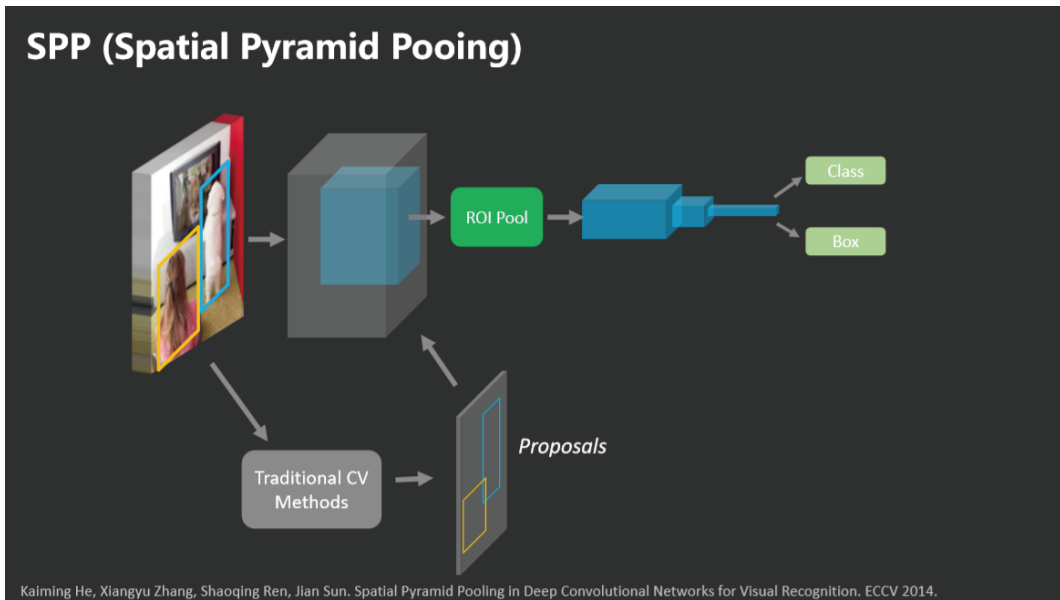 SPP (Spatial Pyramid Pooing)
ROI Pool
Class
Box
Proposals
Traditional CV
Methods
Kaiming He, Xiangyu Zhang, Shaoqing Ren, Jian Sun. Spatial Pyramid Pooling in Deep Convolutional Networks for Visual Recognition. ECCV 2014.